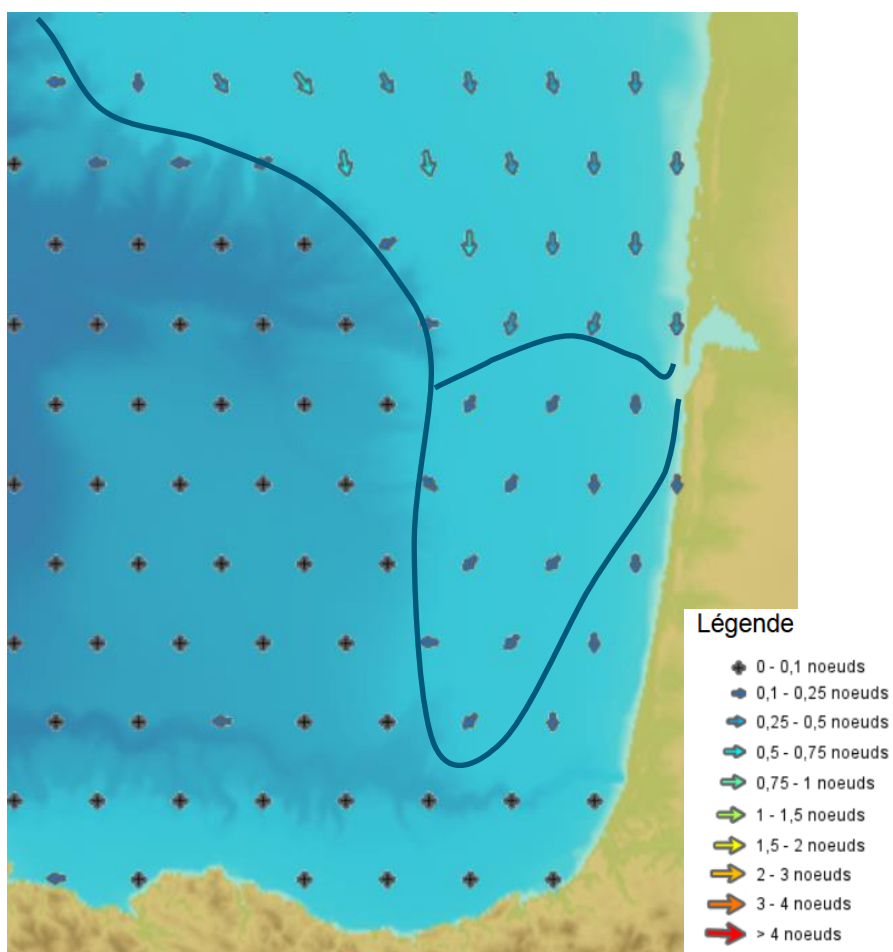 Légende
0 - 0,1 noeuds
0,1 - 0,25 noeuds
0,25 - 0,5 noeuds
0,5 - 0,75 noeuds
0,75 - 1 noeuds
1 - 1,5 noeuds
1,5 - 2 noeuds
2 - 3 noeuds
3 - 4 noeuds
> 4 noeuds